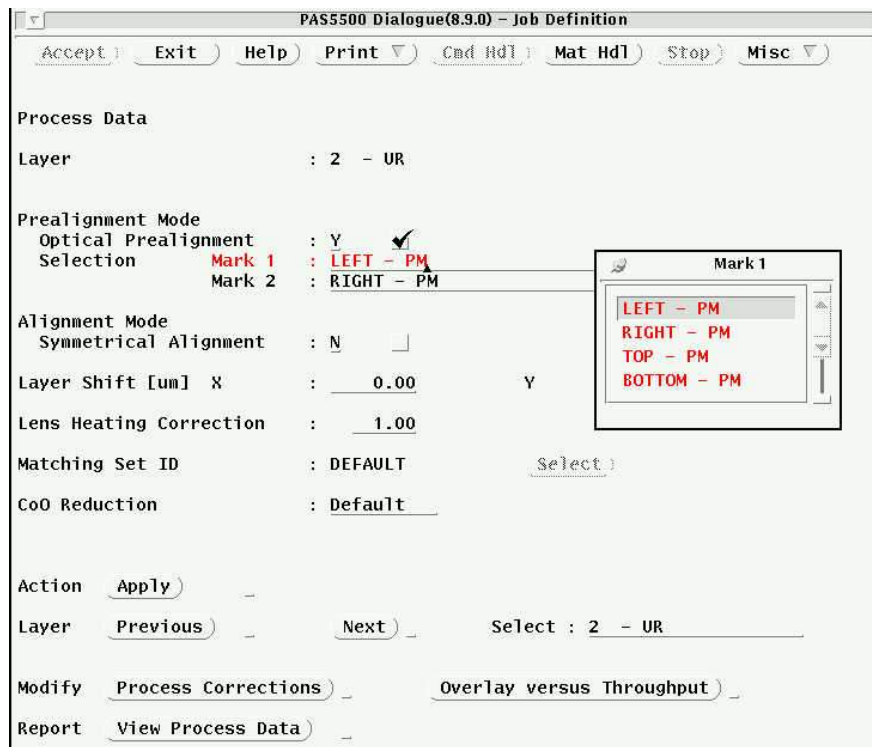 PAS5500 Dialogue(8.9.0) – Job Definition
Accept Exit Help Print Cmd Hdl Mat Hdl Stop Misc
Process Data
Layer : 2 - UR
Prealignment Mode
Optical Prealignment : Y
Selection Mark 1 : LEFT - PM
Mark 2 : RIGHT - PM
Mark 1
LEFT - PM
RIGHT - PM
TOP - PM
BOTTOM - PM
Alignment Mode
Symmetrical Alignment : N
Layer Shift [um] X : 0.00 Y
Lens Heating Correction : 1.00
Matching Set ID : DEFAULT Select
CoO Reduction : Default
Action Apply
Layer Previous Next Select : 2 - UR
Modify Process Corrections Overlay versus Throughput
Report View Process Data